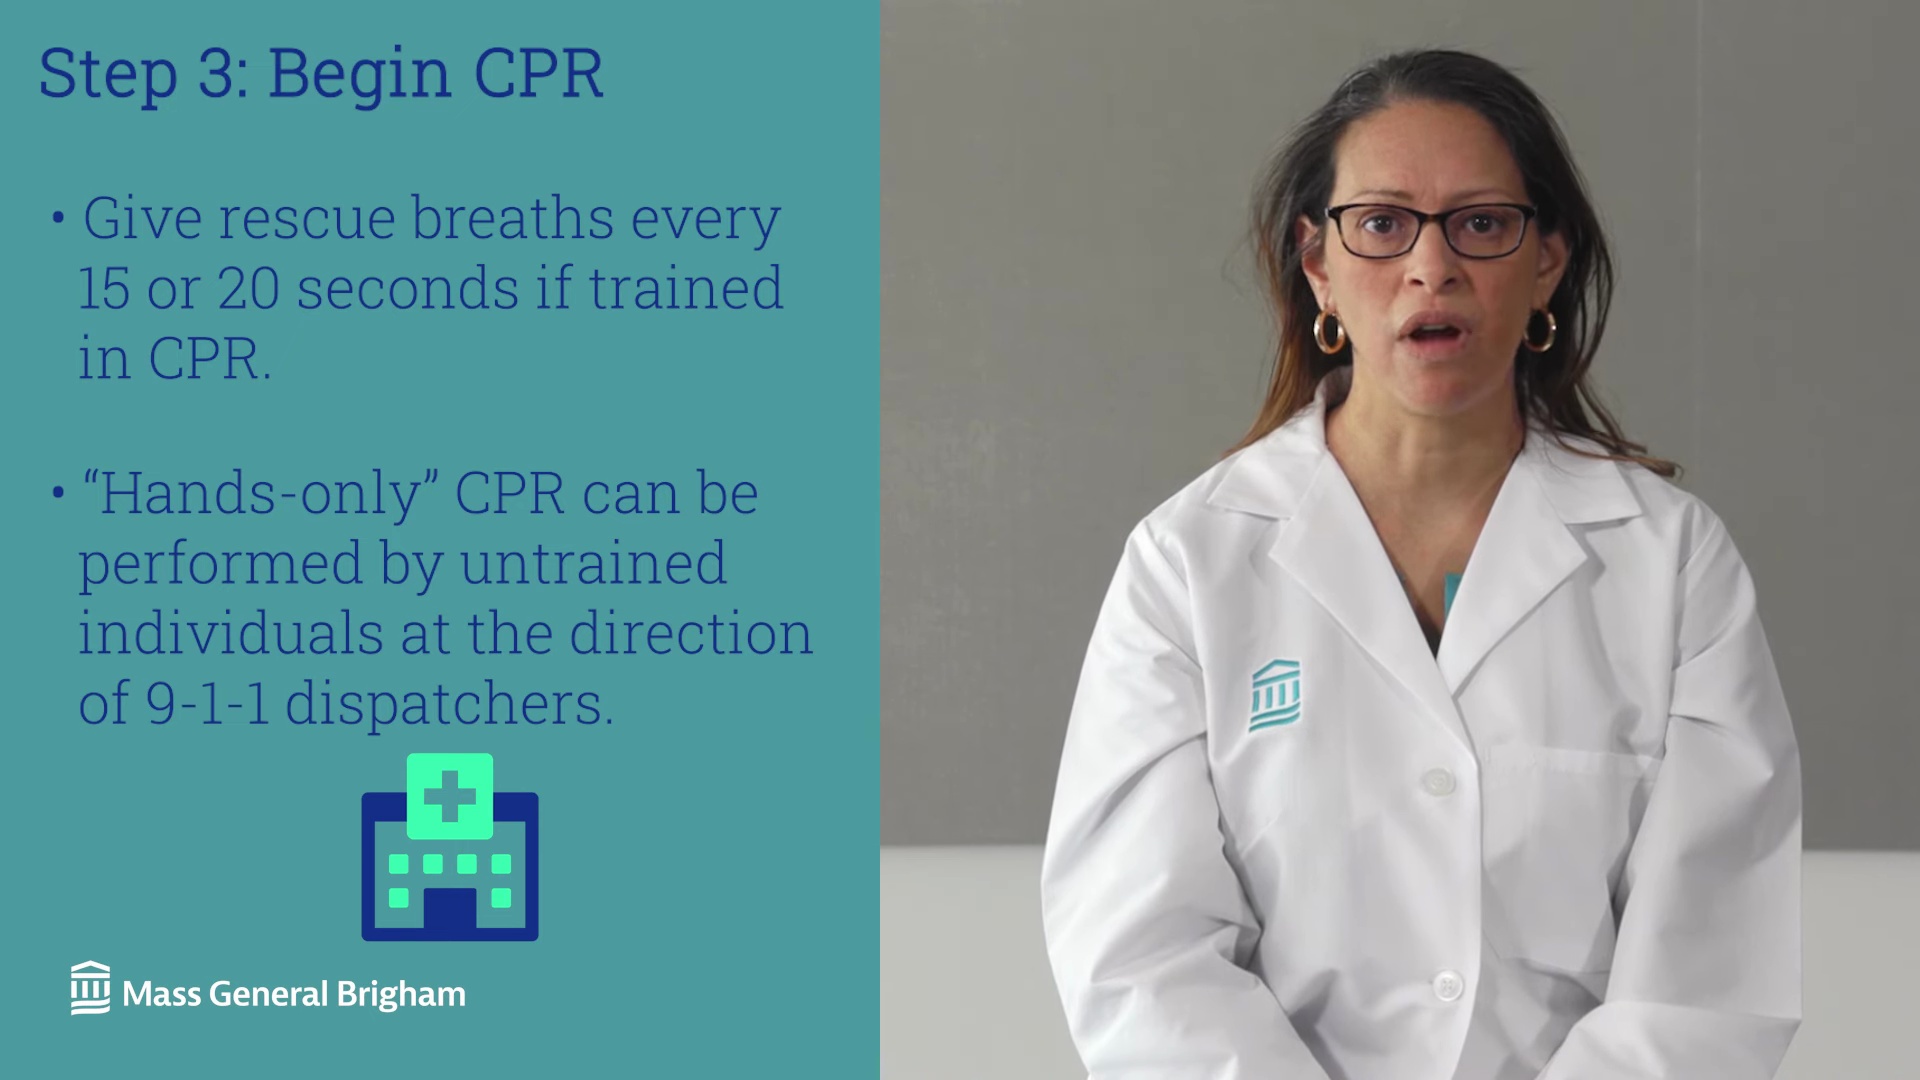 Step 3: Begin CPR
• Give rescue breaths every
15 or 20 seconds if trained
in CPR.
• “Hands-only” CPR can be
performed by untrained
individuals at the direction
of 9-1-1 dispatchers.
Mass General Brigham